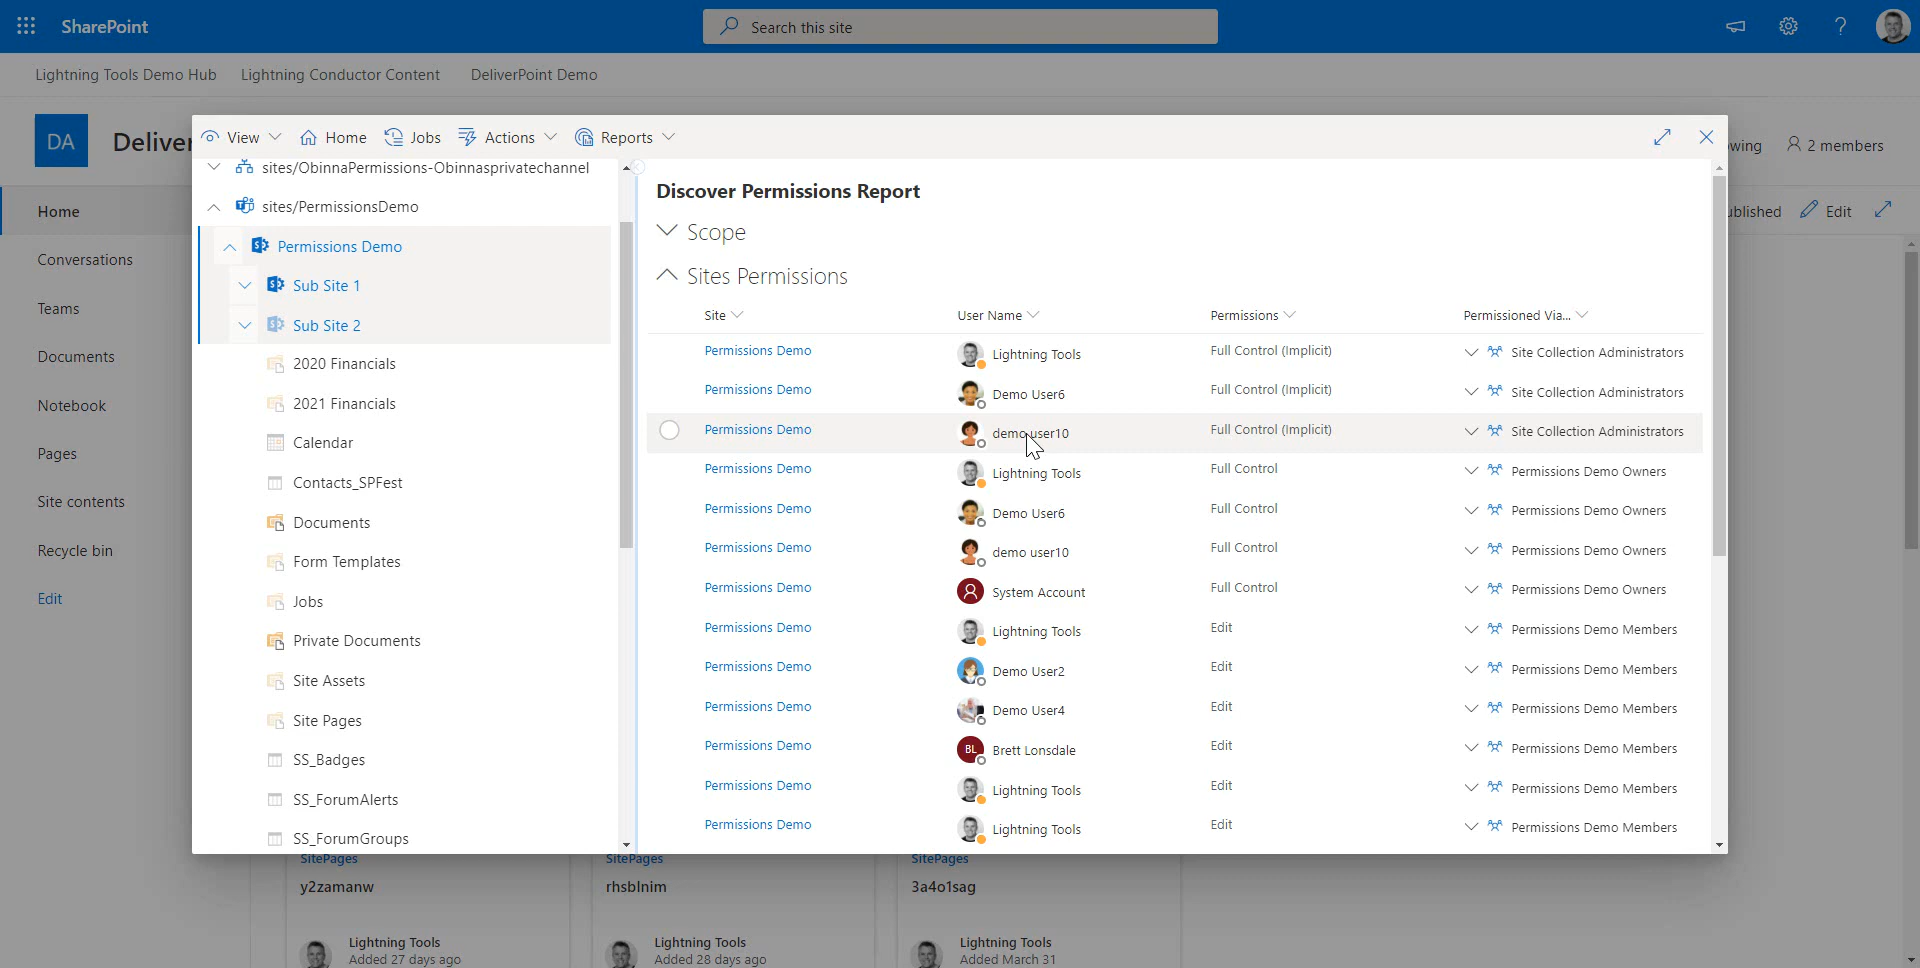 SharePoint
Search this site
Lightning Tools Demo Hub
Lightning Conductor Content
DeliverPoint Demo
DA
Deliver
wing
2 members
Home
Conversations
Teams
Documents
Notebook
Pages
Site contents
Recycle bin
Edit
ublished
Edit
View
Home
Jobs
Actions
Reports
sites/ObinnaPermissions-Obinnasprivatechannel
sites/PermissionsDemo
Permissions Demo
Sub Site 1
Sub Site 2
2020 Financials
2021 Financials
Calendar
Contacts_SPFest
Documents
Form Templates
Jobs
Private Documents
Site Assets
Site Pages
SS_Badges
SS_ForumAlerts
SS_ForumGroups
Discover Permissions Report
Scope
Sites Permissions
Site User Name Permissions Permissioned Via...
Permissions Demo Lightning Tools Full Control (Implicit) Site Collection Administrators
Permissions Demo Demo User6 Full Control (Implicit) Site Collection Administrators
Permissions Demo demo user10 Full Control (Implicit) Site Collection Administrators
Permissions Demo Lightning Tools Full Control Permissions Demo Owners
Permissions Demo Demo User6 Full Control Permissions Demo Owners
Permissions Demo demo user10 Full Control Permissions Demo Owners
Permissions Demo System Account Full Control Permissions Demo Owners
Permissions Demo Lightning Tools Edit Permissions Demo Members
Permissions Demo Demo User2 Edit Permissions Demo Members
Permissions Demo Demo User4 Edit Permissions Demo Members
Permissions Demo BL Brett Lonsdale Edit Permissions Demo Members
Permissions Demo Lightning Tools Edit Permissions Demo Members
Permissions Demo Lightning Tools Edit Permissions Demo Members
SitePages
y2zamanw
Lightning Tools
Added 27 days ago
SitePages
rhsblnim
Lightning Tools
Added 28 days ago
SitePages
3a4o1sag
Lightning Tools
Added March 31